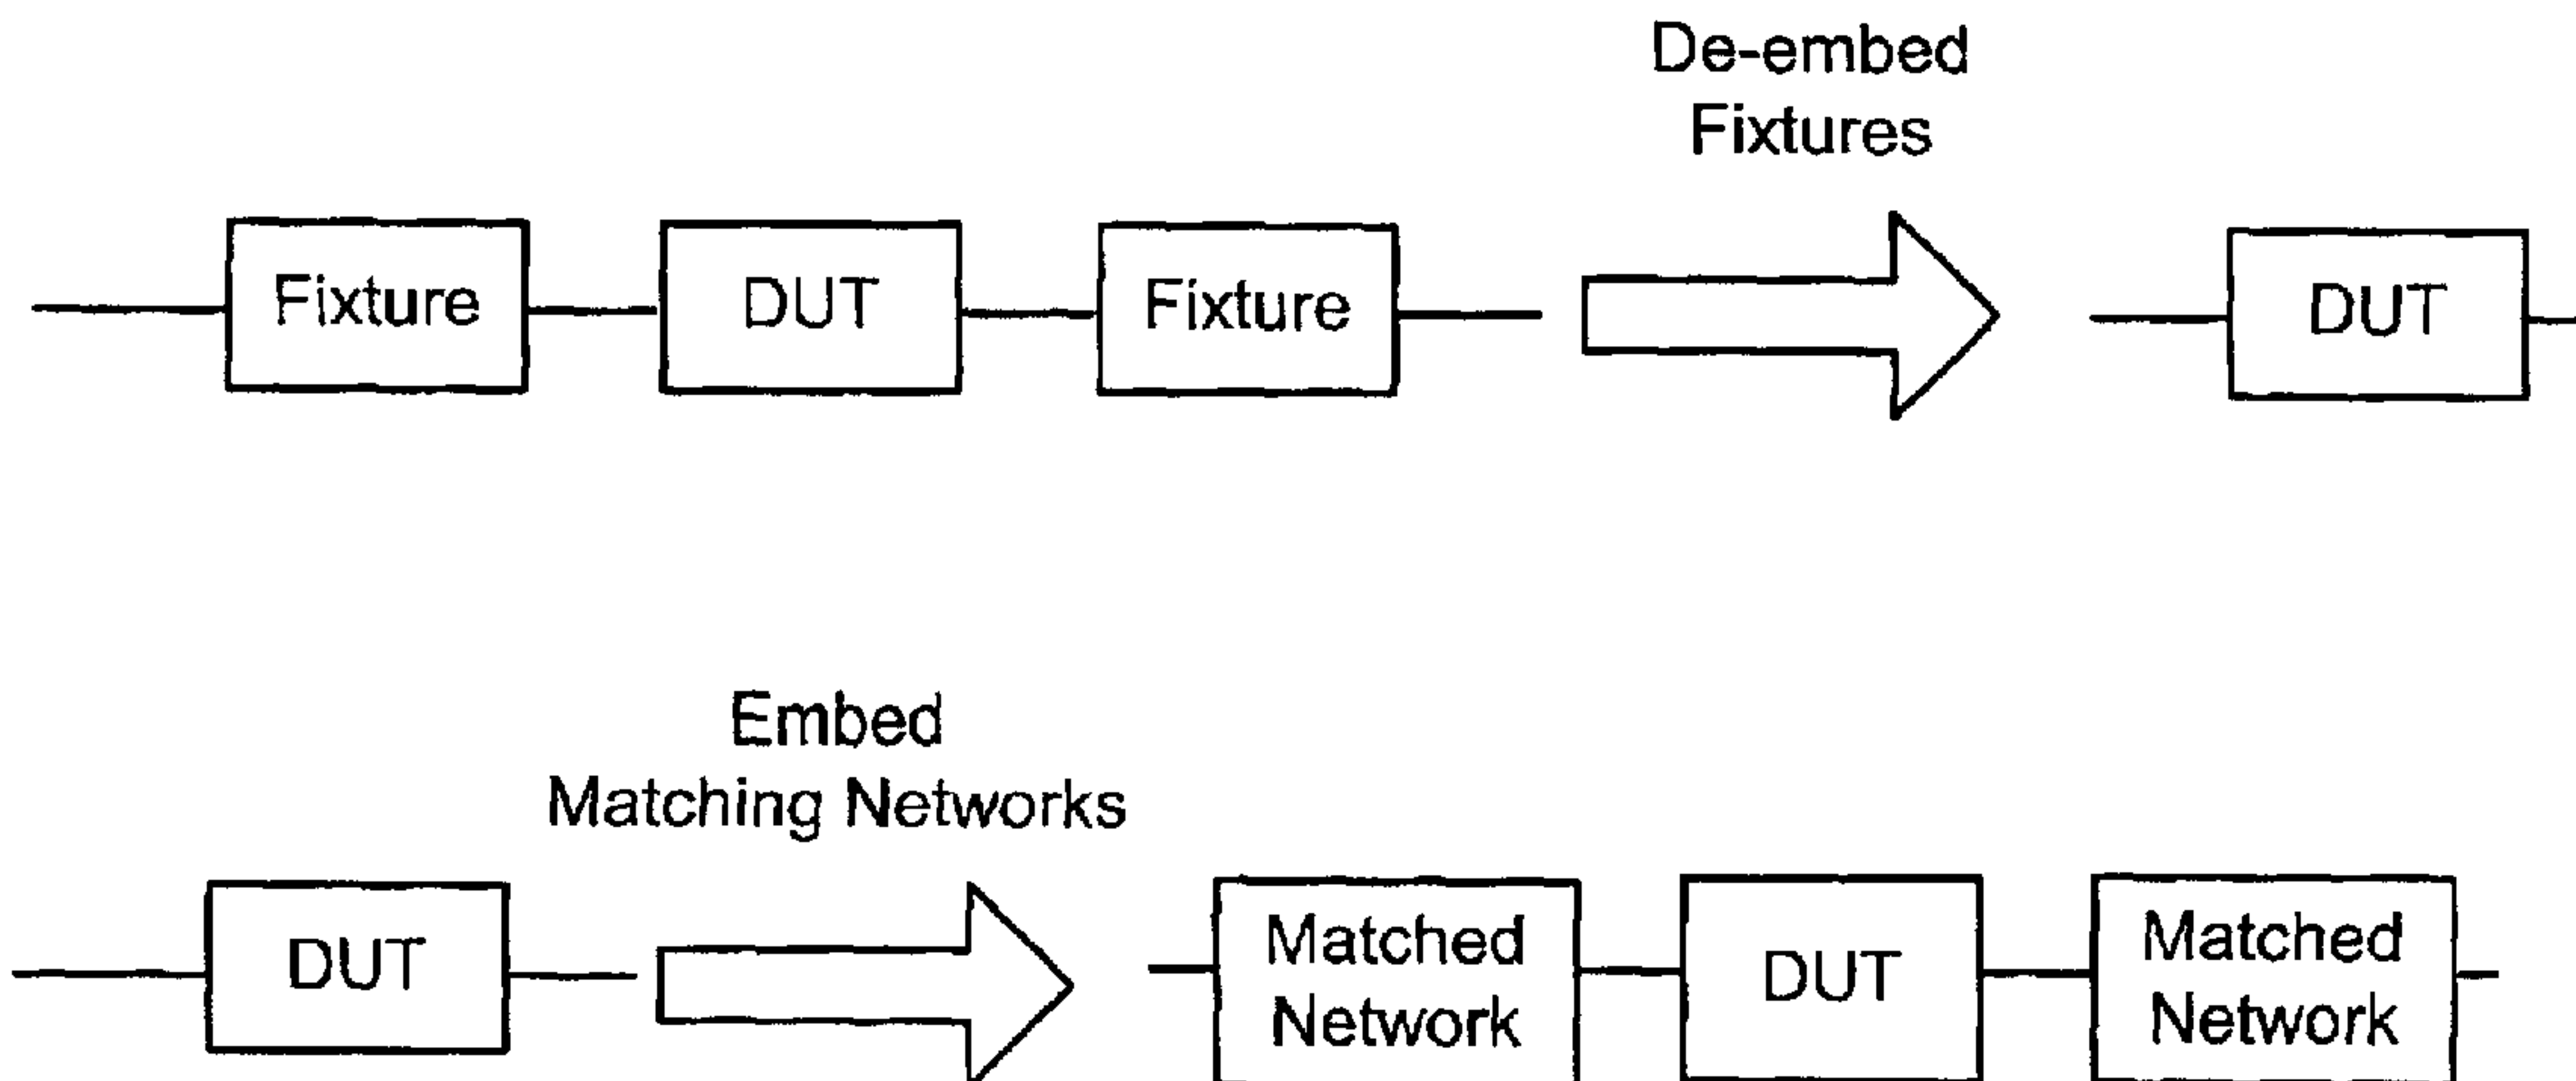 De-embed
Fixtures
Fixture
DUT
Fixture
DUT
Embed
Matching Networks
DUT
Matched
Network
DUT
Matched
Network